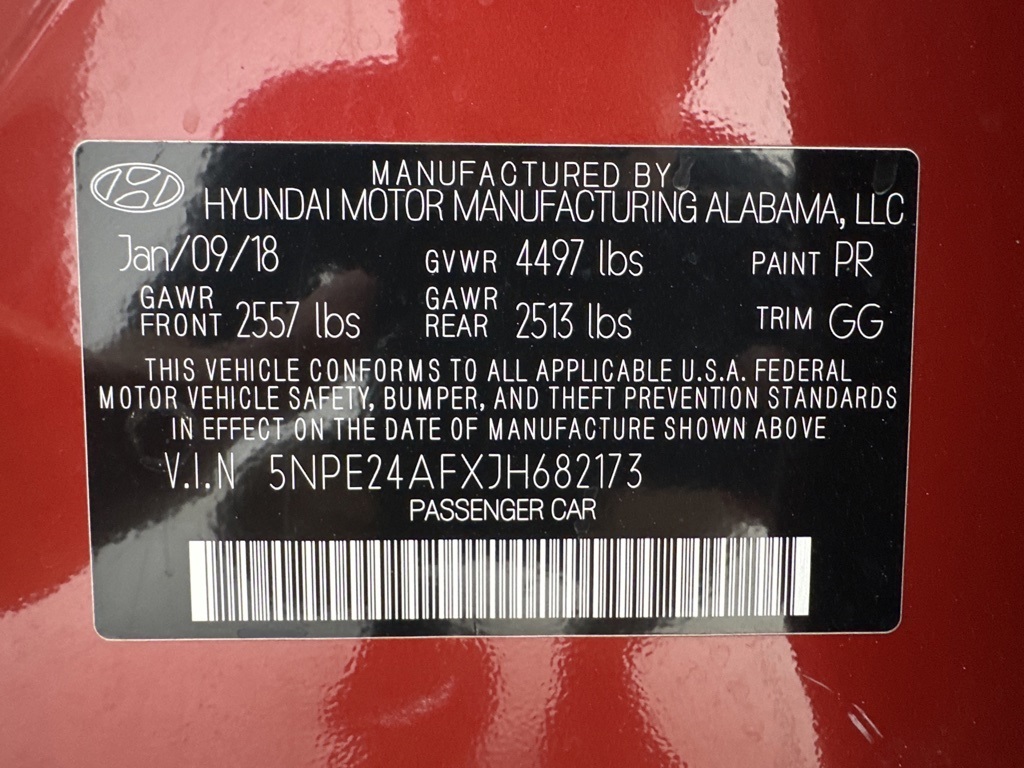 MANUFACTURED BY
HYUNDAI MOTOR MANUFACTURING ALABAMA, LLC
Jan/09/18 GVWR 4497 lbs PAINT PR
GAWR FRONT 2557 lbs GAWR REAR 2513 lbs TRIM GG
THIS VEHICLE CONFORMS TO ALL APPLICABLE U.S.A. FEDERAL
MOTOR VEHICLE SAFETY, BUMPER, AND THEFT PREVENTION STANDARDS
IN EFFECT ON THE DATE OF MANUFACTURE SHOWN ABOVE
V.I.N 5NPE24AFXJH682173
PASSENGER CAR